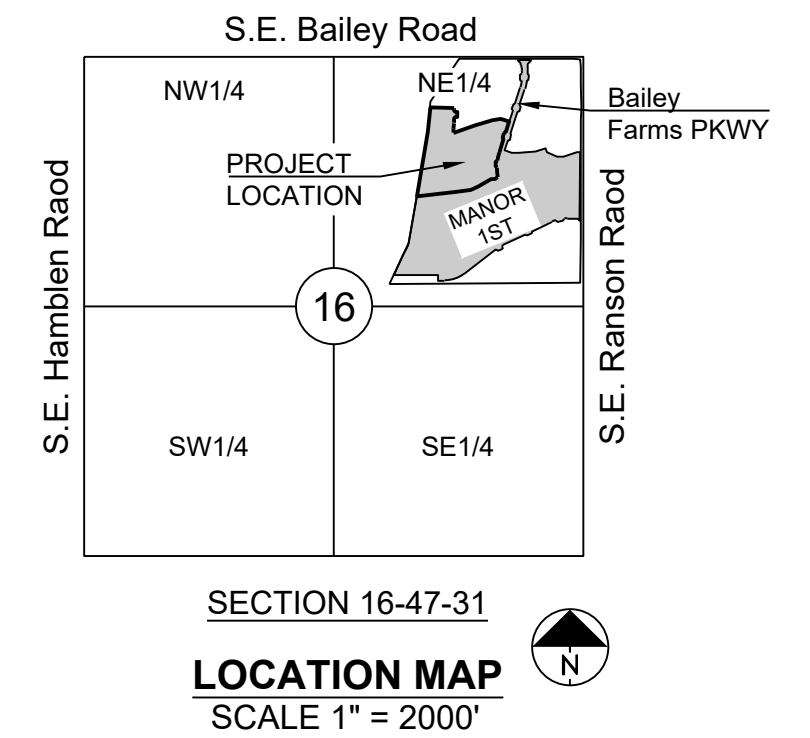 S.E. Bailey Road
NW1/4
NE1/4
Bailey
Farms PKWY
PROJECT
LOCATION
MANOR
1ST
S.E. Hamblen Raod
S.E. Ranson Raod
16
SW1/4
SE1/4
SECTION 16-47-31
N
LOCATION MAP
SCALE 1" = 2000'